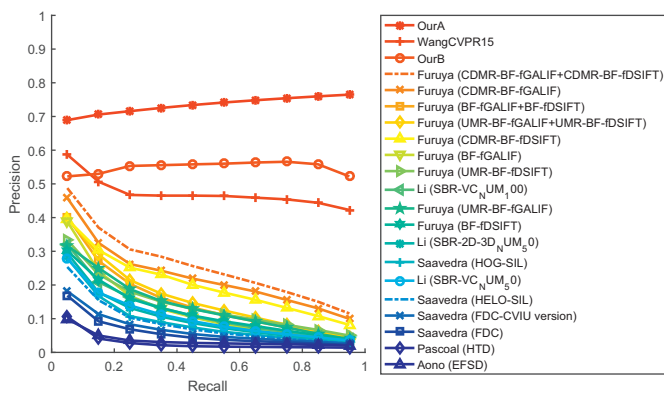 1
0.9
0.8
0.7
0.6
0.5
0.4
0.3
0.2
0.1
0
Precision
0
0.2
0.4
0.6
0.8
1
Recall
OurA
WangCVPR15
OurB
Furuya (CDMR-BF-fGALIF+CDMR-BF-fDSIFT)
Furuya (CDMR-BF-fGALIF)
Furuya (BF-fGALIF+BF-fDSIFT)
Furuya (UMR-BF-fGALIF+UMR-BF-fDSIFT)
Furuya (CDMR-BF-fDSIFT)
Furuya (BF-fGALIF)
Furuya (UMR-BF-fDSIFT)
Li (SBR-VC_NUM_100)
Furuya (UMR-BF-fGALIF)
Furuya (BF-fDSIFT)
Li (SBR-2D-3D_NUM_50)
Saavedra (HOG-SIL)
Li (SBR-VC_NUM_50)
Saavedra (HELO-SIL)
Saavedra (FDC-CVIU version)
Saavedra (FDC)
Pascoal (HTD)
Aono (EFSD)